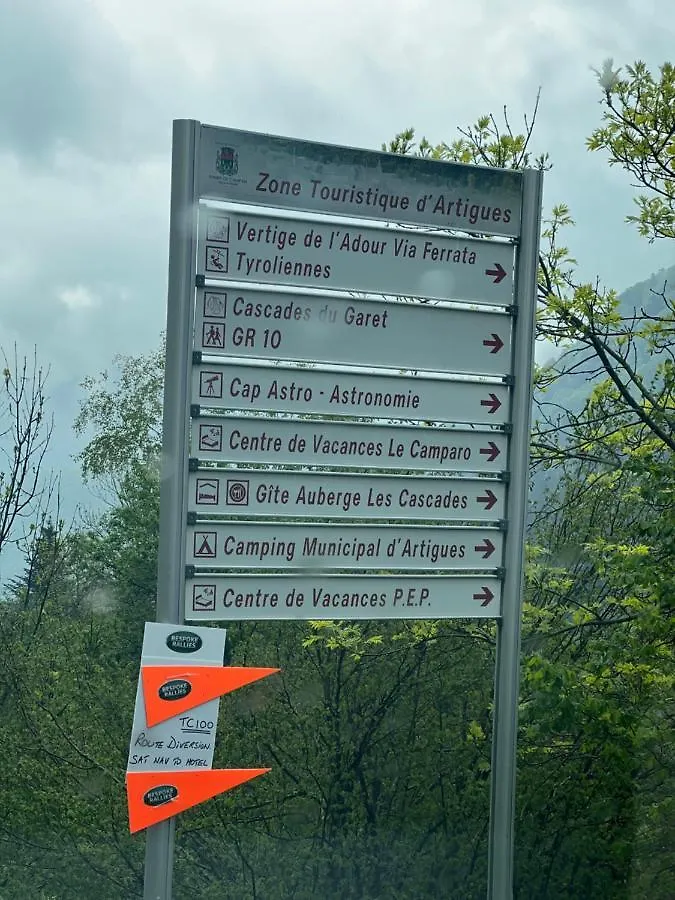 Zone Touristique d'Artigues
Vertige de l'Adour Via Ferrata
Tyroliennes
Cascades du Garet
GR 10
Cap Astro - Astronomie
Centre de Vacances Le Camparo
Gîte Auberge Les Cascades
Camping Municipal d'Artigues
Centre de Vacances P.E.P.
BESPOKE
RALLIES
BESPOKE
RALLIES
TC100
ROUTE DIVERSION
SAT NAV TO HOTEL
BESPOKE
RALLIES